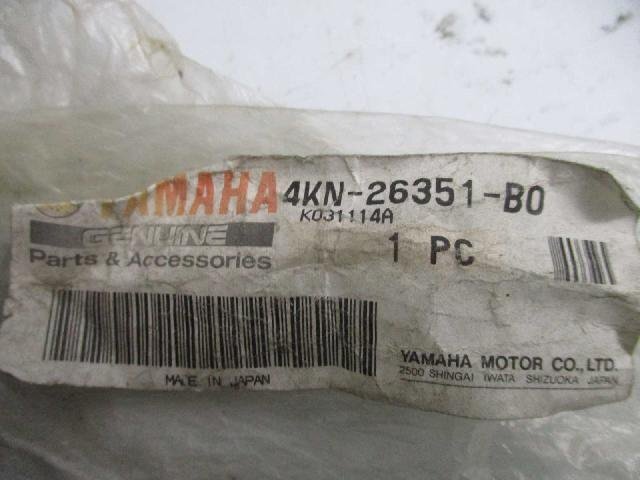 YAMAHA 4KN-26351-B0
K031114A
GENUINE
1 PC
Parts & Accessories
YAMAHA MOTOR CO., LTD.
2500 SHINGAI IWATA SHIZUOKA JAPAN
MADE IN JAPAN